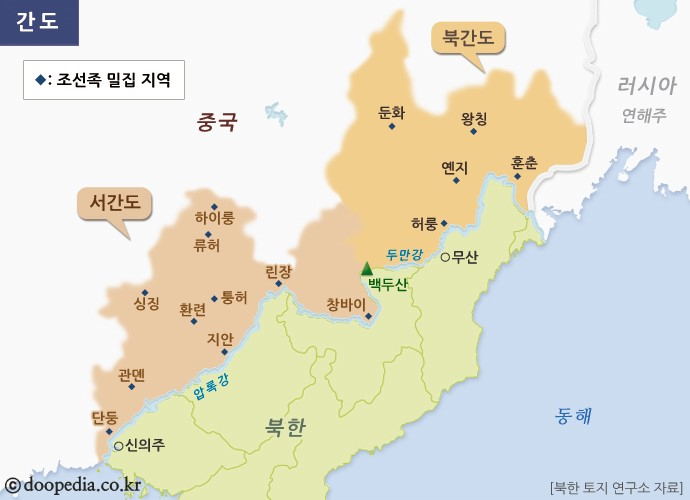 간도
◆: 조선족 밀집 지역
북간도
러시아
연해주
중국
둔화
왕칭
옌지
훈춘
서간도
하이룽
류허
허룽
두만강
무산
린장
백두산
싱징
환련
퉁허
창바이
지안
관뎬
압록강
단둥
신의주
북한
동해
ⓒdoopedia.co.kr
[북한 토지 연구소 자료]